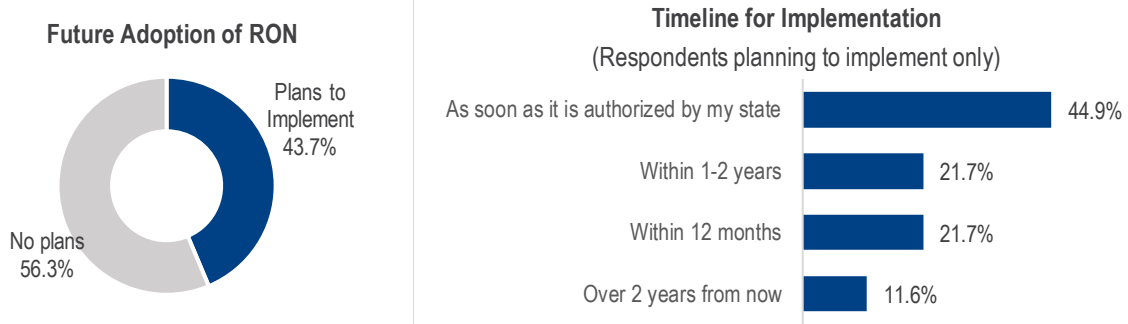 Future Adoption of RON
Plans to
Implement
43.7%
No plans
56.3%
Timeline for Implementation
(Respondents planning to implement only)
As soon as it is authorized by my state
44.9%
Within 1-2 years
21.7%
Within 12 months
21.7%
Over 2 years from now
11.6%